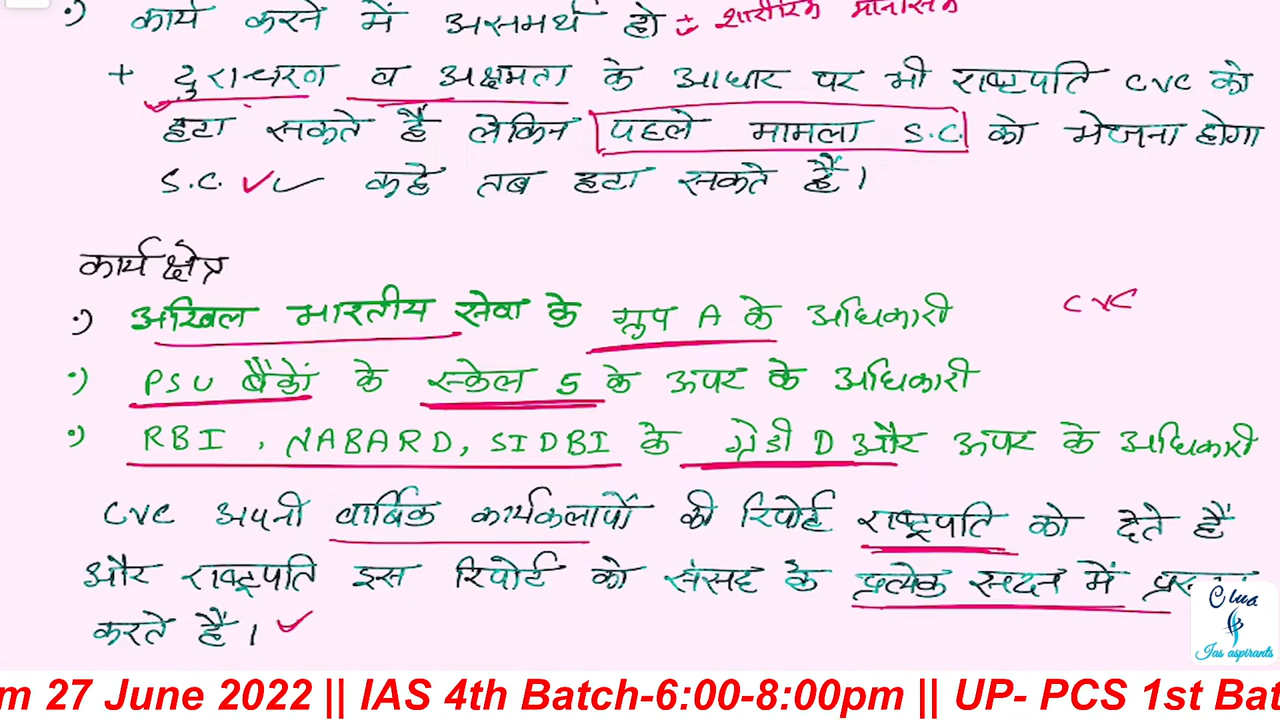 कार्य करने में असमर्थ हो शारीरिक मानसिक
+ दुराचरण व अक्षमता के आधार पर भी राष्टपति CVC को
हटा सकते हैं लेकिन पहले मामला S.C. को भेजना होगा
S.C. ✓✓ कहे तब हटा सकते हैं।
कार्यक्षेत्र
•) अखिल भारतीय सेवा के ग्रुप A के अधिकारी CVC
•) PSU बैंकों के स्केल 5 के ऊपर के अधिकारी
•) RBI, NABARD, SIDBI के ग्रेडी D और ऊपर के अधिकारी
CVC अपनी वार्षिक कार्यकलापों की रिपोर्ट राष्ट्रपति को देते हैं
और राष्ट्रपति इस रिपोर्ट को संसद के प्रत्येक सदन में
करते हैं। ✓
Ias aspirants
m 27 June 2022 || IAS 4th Batch-6:00-8:00pm || UP- PCS 1st Bat